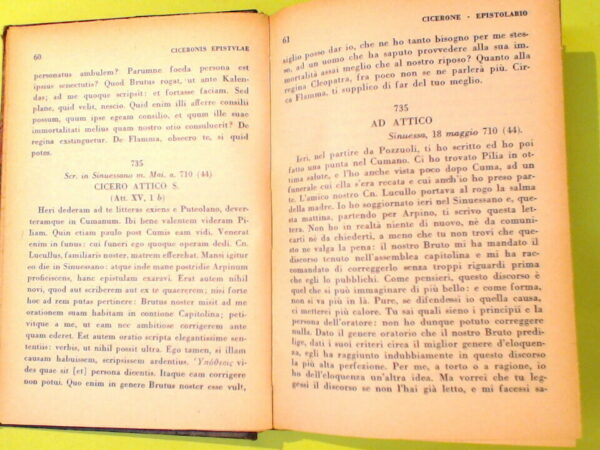 60
CICERONIS EPISTVLAE
personatus ambulem? Parumne foeda persona est
ipsius senectutis? Quod Brutus rogat, ut ante Kalen-
das; ad me quoque scripsit: et fortasse faciam. Sed
plane, quid velit, nescio. Quid enim illi afferre consilii
possum, quum ipse egeam consilio, et quum ille suae
immortalitati melius quam nostro otio consuluerit? De
regina exstinguetur. De Flamma, obsecro te, si quid
potes.
735
Scr. in Sinuessano m. Mai. a. 710 (44)
CICERO ATTICO S.
(Att. XV, 1 b)
Heri dederam ad te litteras exiens e Puteolano, dever-
teramque in Cumanum. Ibi bene valentem videram Pi-
liam. Quin etiam paulo post Cumis eam vidi. Venerat
enim in funus: cui funeri ego quoque operam dedi. Cn.
Lucullus, familiaris noster, matrem efferebat. Mansi igitur
eo die in Sinuessano: atque inde mane postridie Arpinum
proficiscens, hanc epistulam exaravi. Erat autem nihil
novi, quod aut scriberem aut ex te quaererem; nisi forte
hoc ad rem putas pertinere: Brutus noster misit ad me
orationem suam habitam in contione Capitolina; peti-
vitque a me, ut eam nec ambitiose corrigerem ante
quam ederet. Est autem oratio scripta elegantissime sen-
tentiis: verbis, ut nihil possit ultra. Ego tamen, si illam
causam habuissem, scripsissem ardentius. Ὑπόθεσις vi-
des quae sit [et] persona dicentis. Itaque eam corrigere
non potui. Quo enim in genere Brutus noster esse vult,
61
CICERONE - EPISTOLARIO
siglio posso dar io, che ne ho tanto bisogno per me stes-
so, ad un uomo che ha saputo provvedere alla sua im-
mortalità assai meglio che al nostro riposo? Quanto alla
regina Cleopatra, fra poco non se ne parlerà più. Cir-
ca Flamma, ti supplico di far del tuo meglio.
735
AD ATTICO
Sinuessa, 18 maggio 710 (44).
Ieri, nel partire da Pozzuoli, ti ho scritto ed ho poi
fatto una punta nel Cumano. Ci ho trovato Pilia in ot-
tima salute, e l'ho anche vista poco dopo Cuma, ad un
funerale cui ella s'era recata e cui anch'io ho preso par-
te. L'amico nostro Cn. Lucullo portava al rogo la salma
della madre. Io ho soggiornato ieri nel Sinuessano e, que-
sta mattina, partendo per Arpino, ti scrivo questa lettera
Non ho in realtà niente di nuovo, nè da comuni-
carti nè da chiederti, a meno che tu non trovi che que-
sto ne valga la pena: il nostro Bruto mi ha mandato il
discorso tenuto nell'assemblea capitolina e mi ha rac-
comandato di correggerlo senza troppi riguardi prima
che egli lo pubblichi. Come pensieri, questo discorso è
quel che si può immaginare di più bello: e come forma,
non si va più in là. Pure, se difendessi io quella causa,
ci metterei più calore. Tu sai quali sieno i principii e la
persona dell'oratore: non ho dunque potuto correggere
nulla. Dato il genere oratorio che il nostro Bruto predi-
lige, dati i suoi criteri circa il miglior genere d'eloquen-
za, egli ha raggiunto indubbiamente in questo discorso
la più alta perfezione. Per me, a torto o a ragione, io
ho dell'eloquenza un'altra idea. Ma vorrei che tu leg-
gessi il discorso se non l'hai già letto, e mi facessi sa-